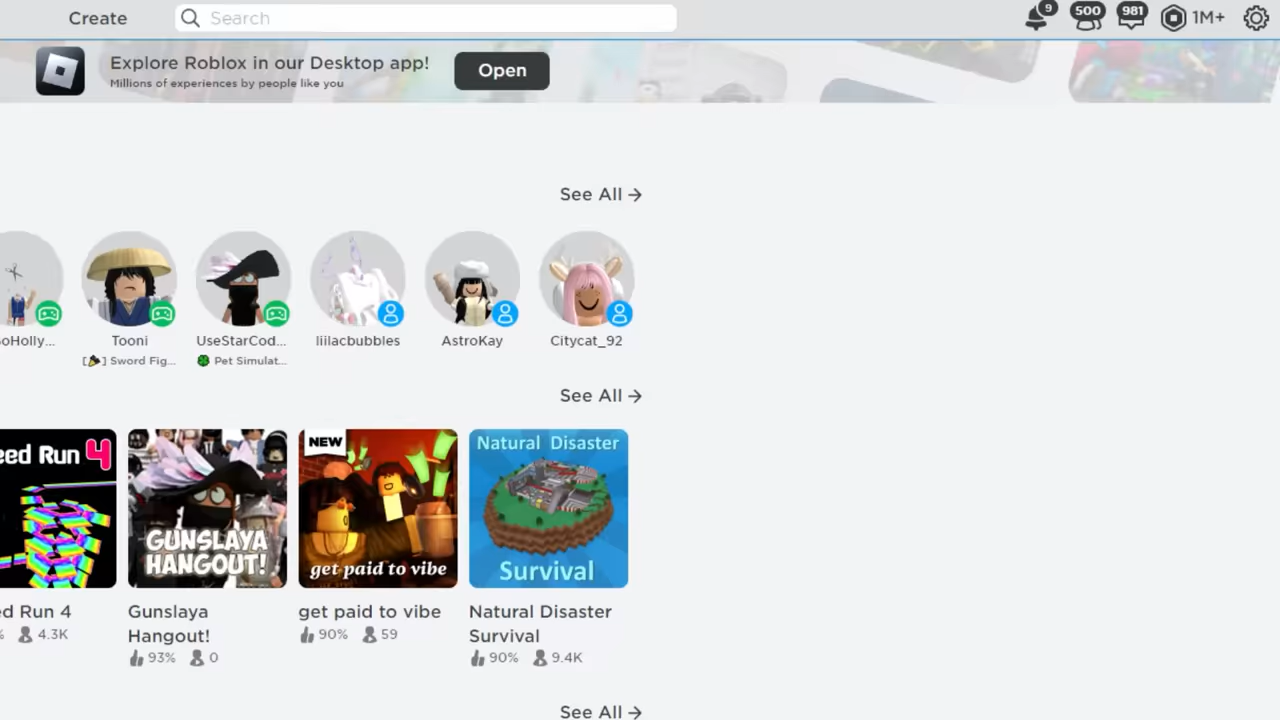 Create
Search
9
500
981
1M+
Explore Roblox in our Desktop app!
Millions of experiences by people like you
Open
See All →
oHolly...
Tooni
UseStarCod...
liilacbubbles
AstroKay
Citycat_92
[ ] Sword Fig...
Pet Simulat...
See All →
eed Run 4
GUNSLAYA
HANGOUT!
NEW
get paid to vibe
Natural Disaster
Survival
ed Run 4
%
4.3K
Gunslaya
Hangout!
93%
0
get paid to vibe
90%
59
Natural Disaster
Survival
90%
9.4K
See All →